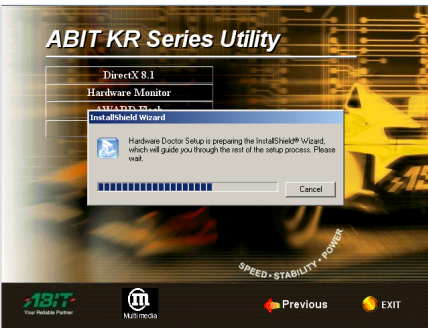 ABIT KR Series Utility
DirectX 8.1
Hardware Monitor
AWARD Flash
InstallShield Wizard
Hardware Doctor Setup is preparing the InstallShield® Wizard,
which will guide you through the rest of the setup process. Please
wait.
Cancel
SPEED • STABILITY • POWER
ABIT
Your Reliable Partner
m
Multimedia
Previous
EXIT